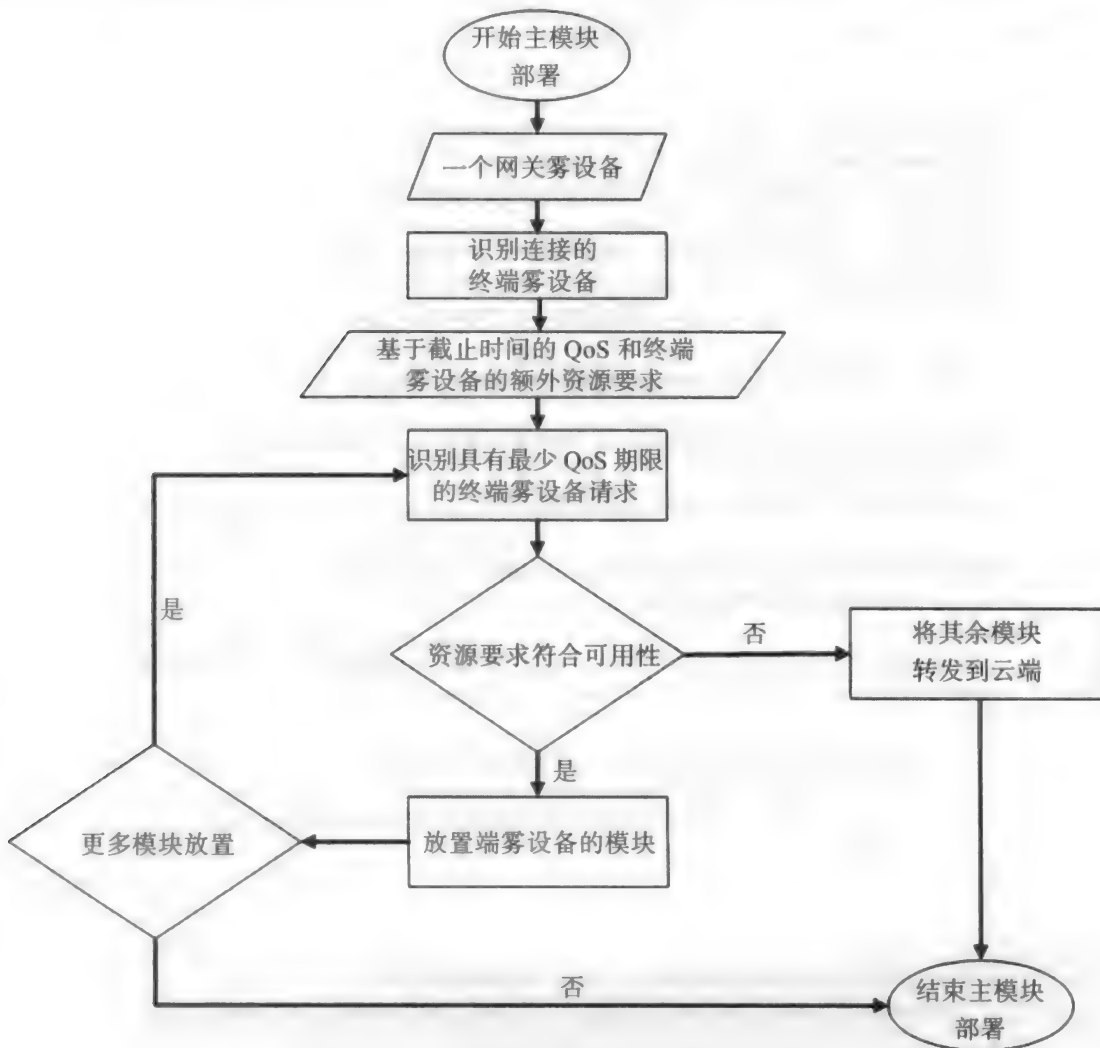 开始主模块
部署
一个网关雾设备
识别连接的
终端雾设备
基于截止时间的 QoS 和终端
雾设备的额外资源要求
识别具有最少 QoS 期限
的终端雾设备请求
是
资源要求符合可用性
否
将其余模块
转发到云端
是
更多模块放置
放置端雾设备的模块
否
结束主模块
部署